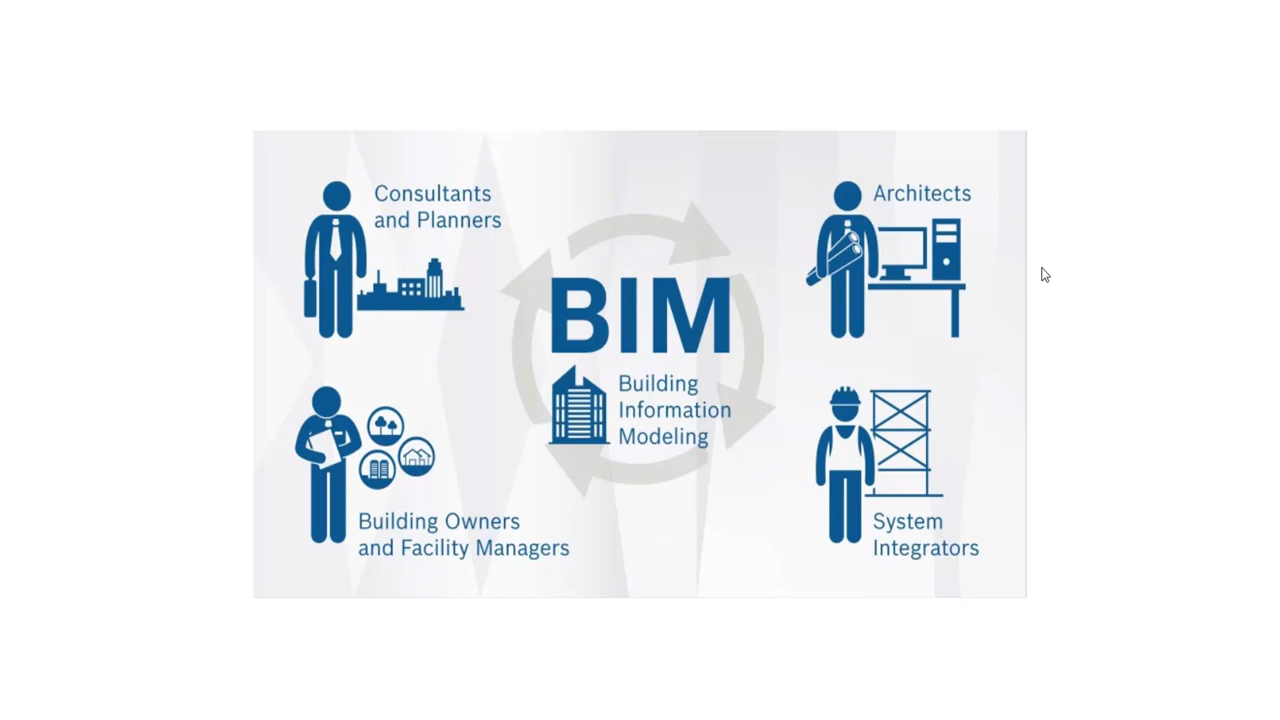 Consultants
and Planners
Architects
BIM
Building
Information
Modeling
Building Owners
and Facility Managers
System
Integrators